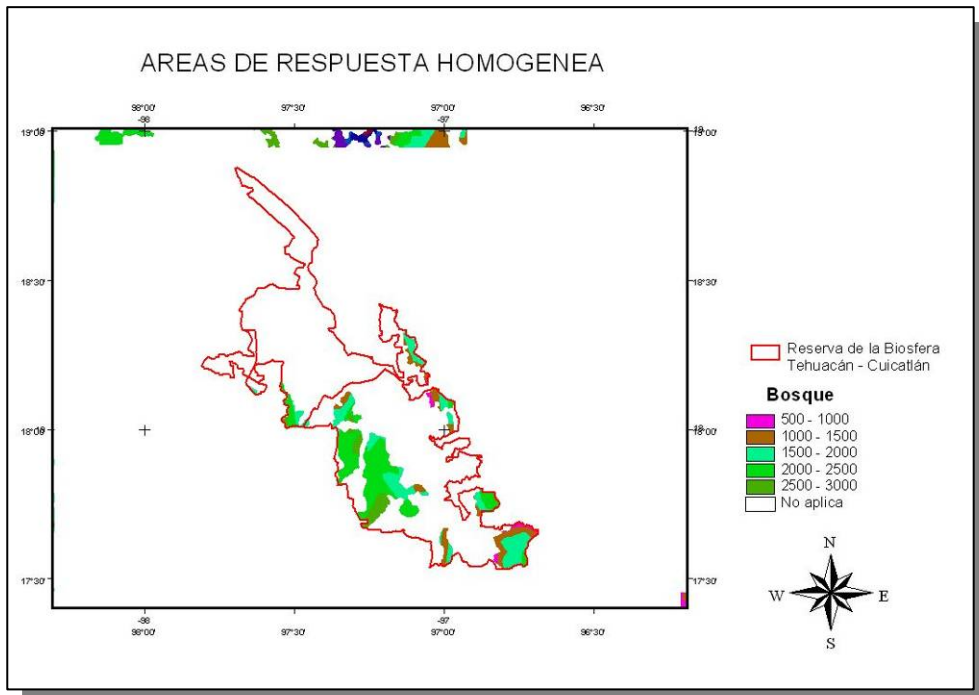 AREAS DE RESPUESTA HOMOGENEA
98°00' 97°30' 97°00' 96°30'
-98 -97
19°00' 19°00'
18°30' 18°30'
18°00' 18°00'
17°30' 17°30'
-98 -97
98°00' 97°30' 97°00' 96°30'
Reserva de la Biosfera
Tehuacán - Cuicatlán
Bosque
500 - 1000
1000 - 1500
1500 - 2000
2000 - 2500
2500 - 3000
No aplica
N
W E
S